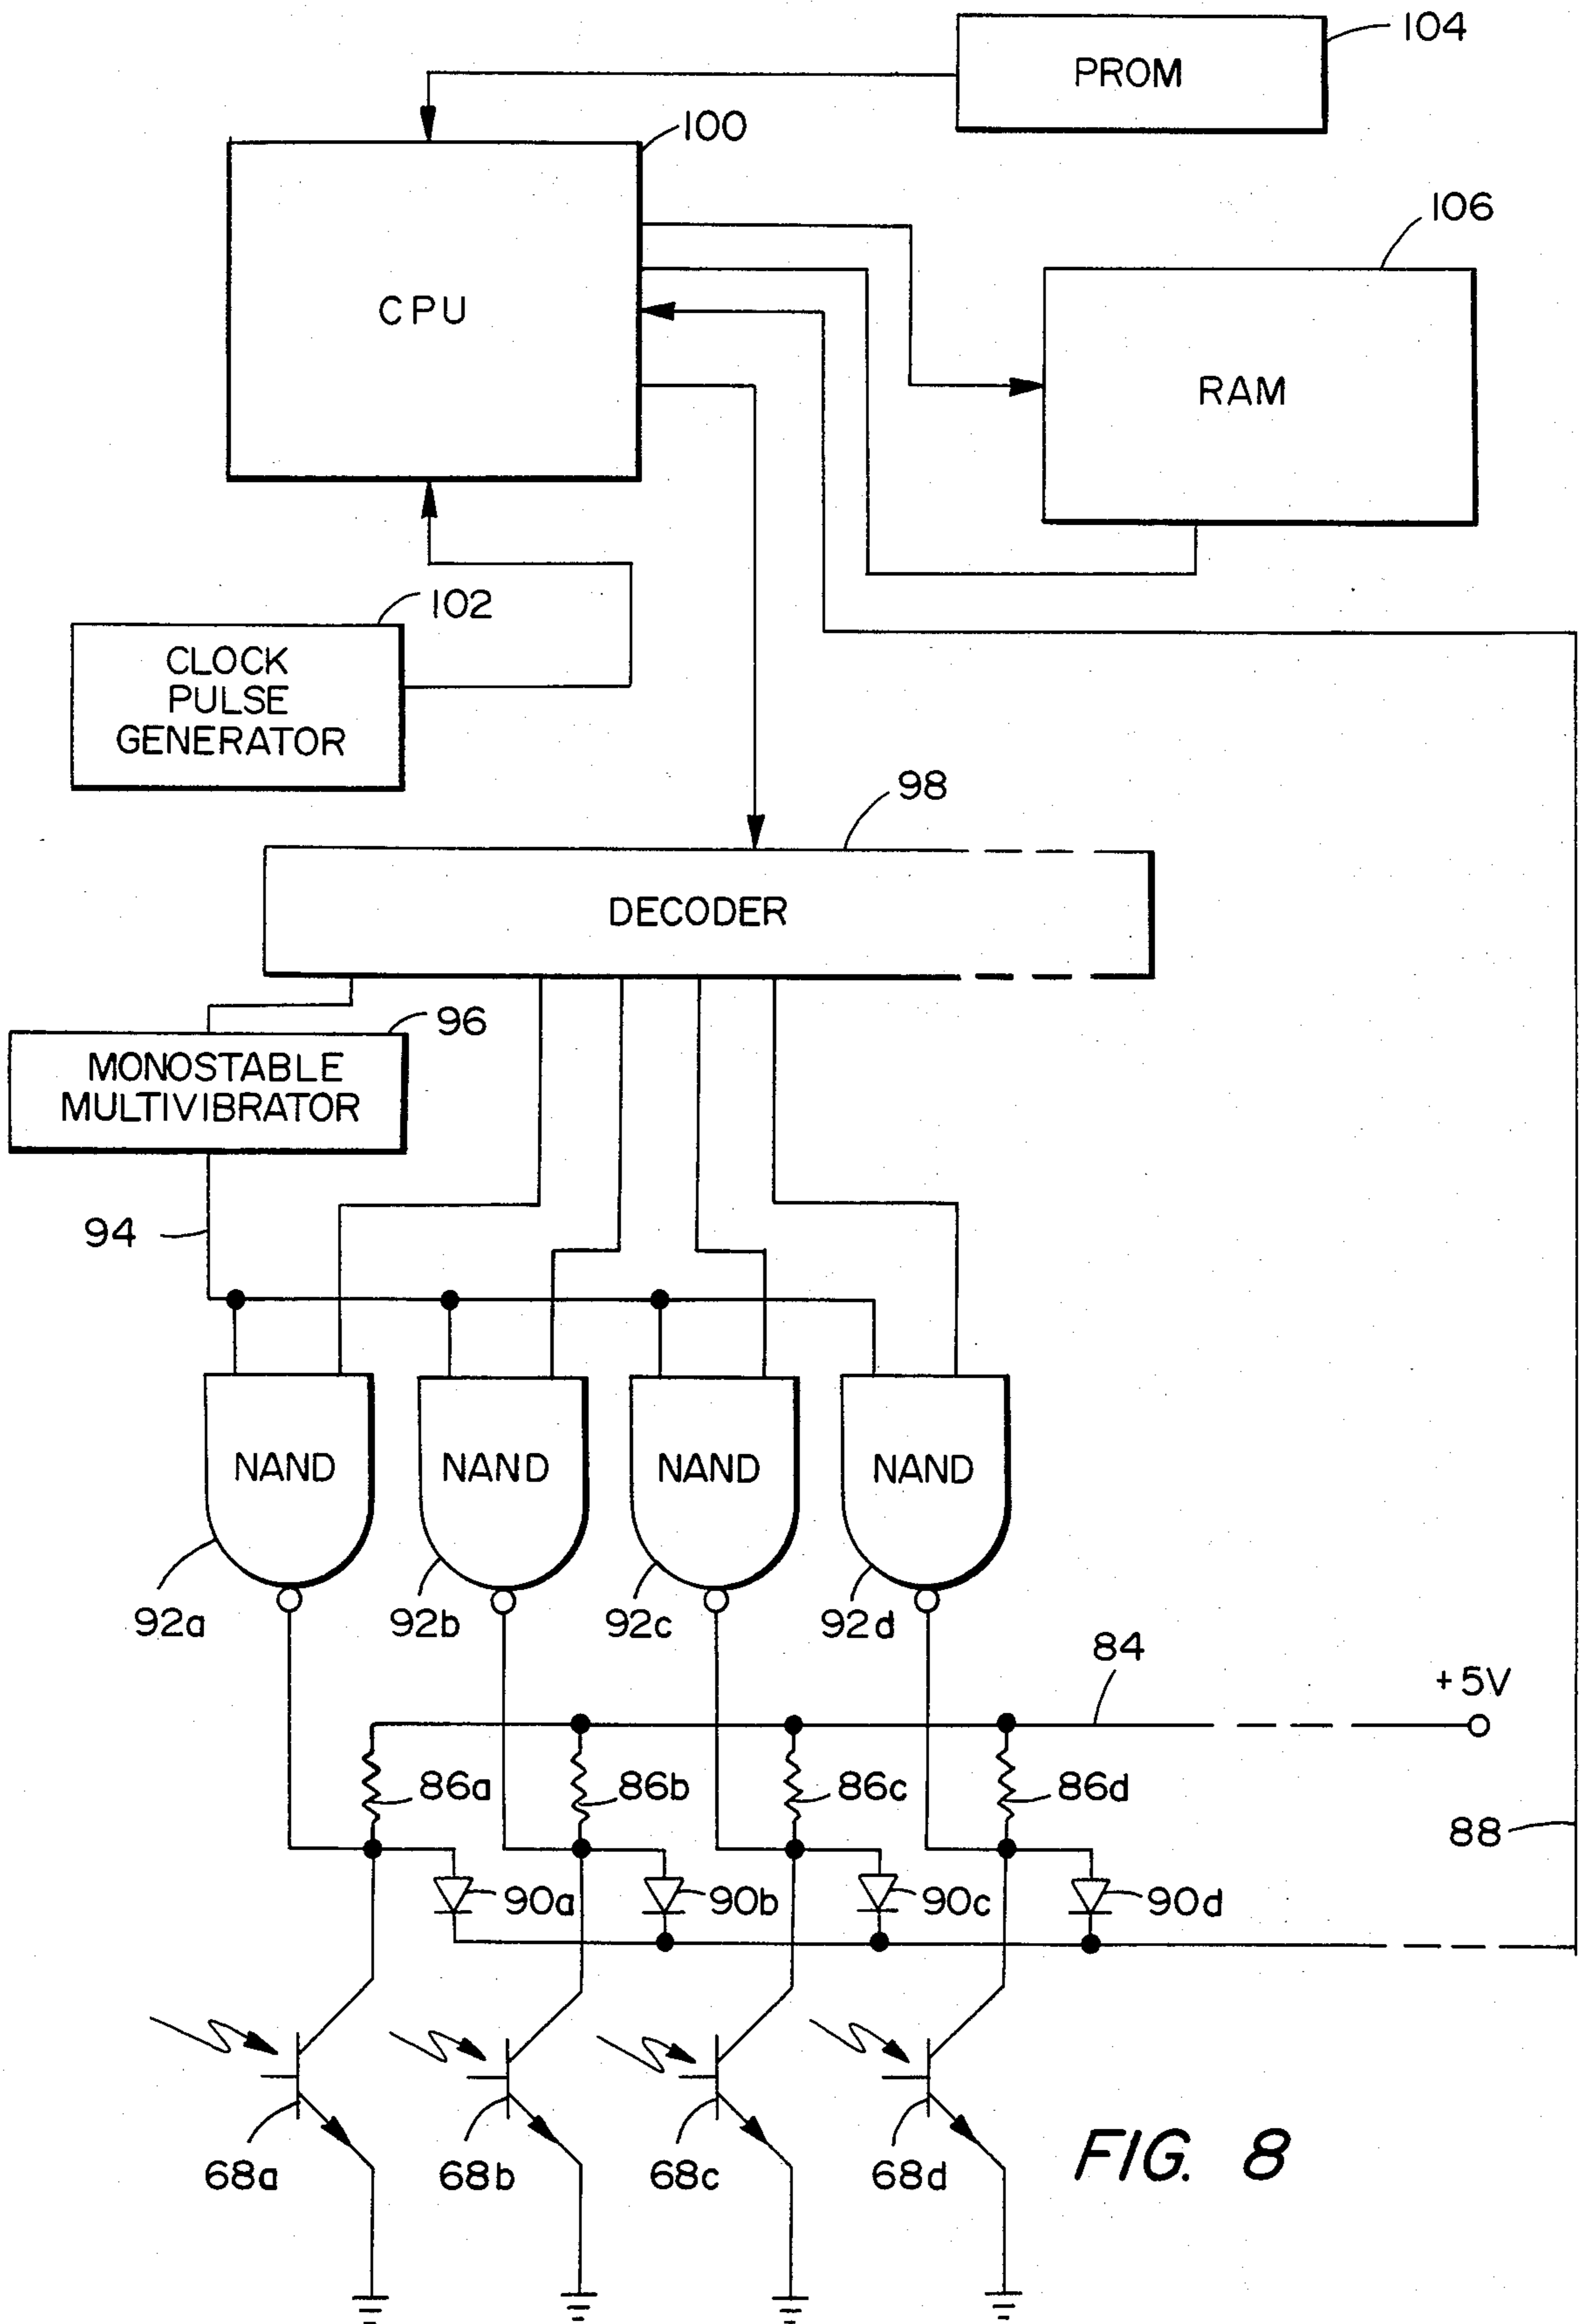 104
PROM
100
106
CPU
RAM
102
CLOCK
PULSE
GENERATOR
98
DECODER
96
MONOSTABLE
MULTIVIBRATOR
94
NAND NAND NAND NAND
92a 92b 92c 92d
84
+5V
86a 86b 86c 86d
88
90a 90b 90c 90d
68a 68b 68c 68d
FIG. 8